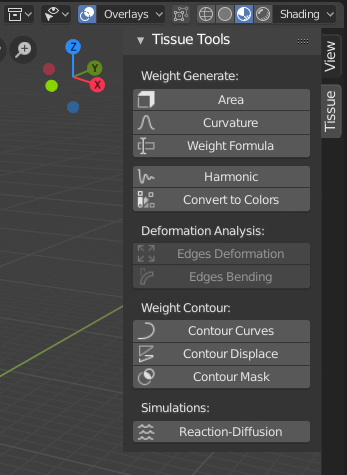 Overlays Shading
Z
Y
X
View
Tissue
Tissue Tools
Weight Generate:
Area
Curvature
Weight Formula
Harmonic
Convert to Colors
Deformation Analysis:
Edges Deformation
Edges Bending
Weight Contour:
Contour Curves
Contour Displace
Contour Mask
Simulations:
Reaction-Diffusion